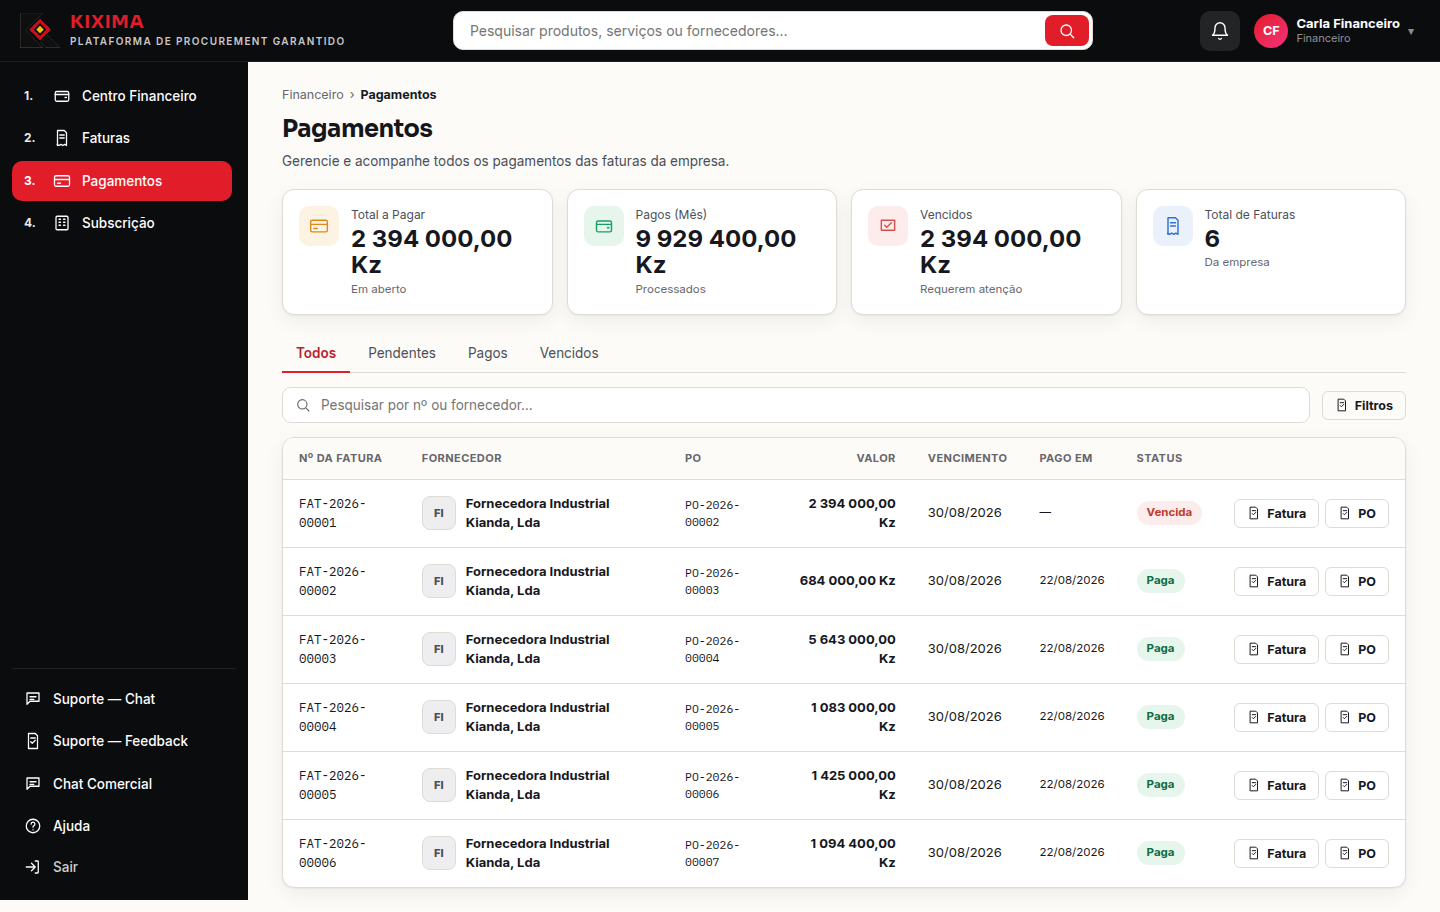 KIXIMA
PLATAFORMA DE PROCUREMENT GARANTIDO
Pesquisar produtos, serviços ou fornecedores...
CF
Carla Financeiro
Financeiro
1. Centro Financeiro
2. Faturas
3. Pagamentos
4. Subscrição
Suporte — Chat
Suporte — Feedback
Chat Comercial
Ajuda
Sair
Financeiro › Pagamentos
Pagamentos
Gerencie e acompanhe todos os pagamentos das faturas da empresa.
Total a Pagar
2 394 000,00
Kz
Em aberto
Pagos (Mês)
9 929 400,00
Kz
Processados
Vencidos
2 394 000,00
Kz
Requerem atenção
Total de Faturas
6
Da empresa
Todos Pendentes Pagos Vencidos
Pesquisar por nº ou fornecedor...
Filtros
Nº DA FATURA FORNECEDOR PO VALOR VENCIMENTO PAGO EM STATUS
FAT-2026-
00001
FI
Fornecedora Industrial
Kianda, Lda
PO-2026-
00002
2 394 000,00
Kz
30/08/2026
—
Vencida
Fatura
PO
FAT-2026-
00002
FI
Fornecedora Industrial
Kianda, Lda
PO-2026-
00003
684 000,00 Kz
30/08/2026
22/08/2026
Paga
Fatura
PO
FAT-2026-
00003
FI
Fornecedora Industrial
Kianda, Lda
PO-2026-
00004
5 643 000,00
Kz
30/08/2026
22/08/2026
Paga
Fatura
PO
FAT-2026-
00004
FI
Fornecedora Industrial
Kianda, Lda
PO-2026-
00005
1 083 000,00
Kz
30/08/2026
22/08/2026
Paga
Fatura
PO
FAT-2026-
00005
FI
Fornecedora Industrial
Kianda, Lda
PO-2026-
00006
1 425 000,00
Kz
30/08/2026
22/08/2026
Paga
Fatura
PO
FAT-2026-
00006
FI
Fornecedora Industrial
Kianda, Lda
PO-2026-
00007
1 094 400,00
Kz
30/08/2026
22/08/2026
Paga
Fatura
PO